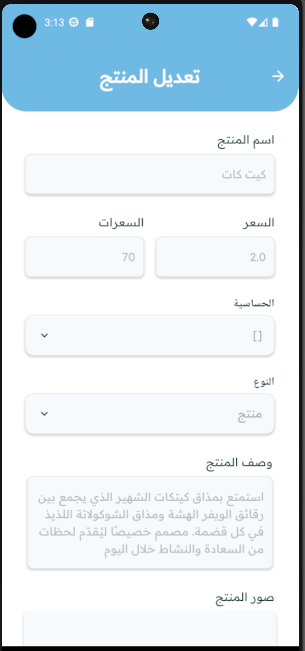 3:13
تعديل المنتج
اسم المنتج
كيت كات
السعر
السعرات
2.0
70
الحساسية
[]
النوع
منتج
وصف المنتج
استمتع بمذاق كيتكات الشهير الذي يجمع بين
رقائق الويفر الهشة ومذاق الشوكولاتة اللذيذ
في كل قضمة. مصمم خصيصًا ليُقدّم لحظات
من السعادة والنشاط خلال اليوم
صور المنتج